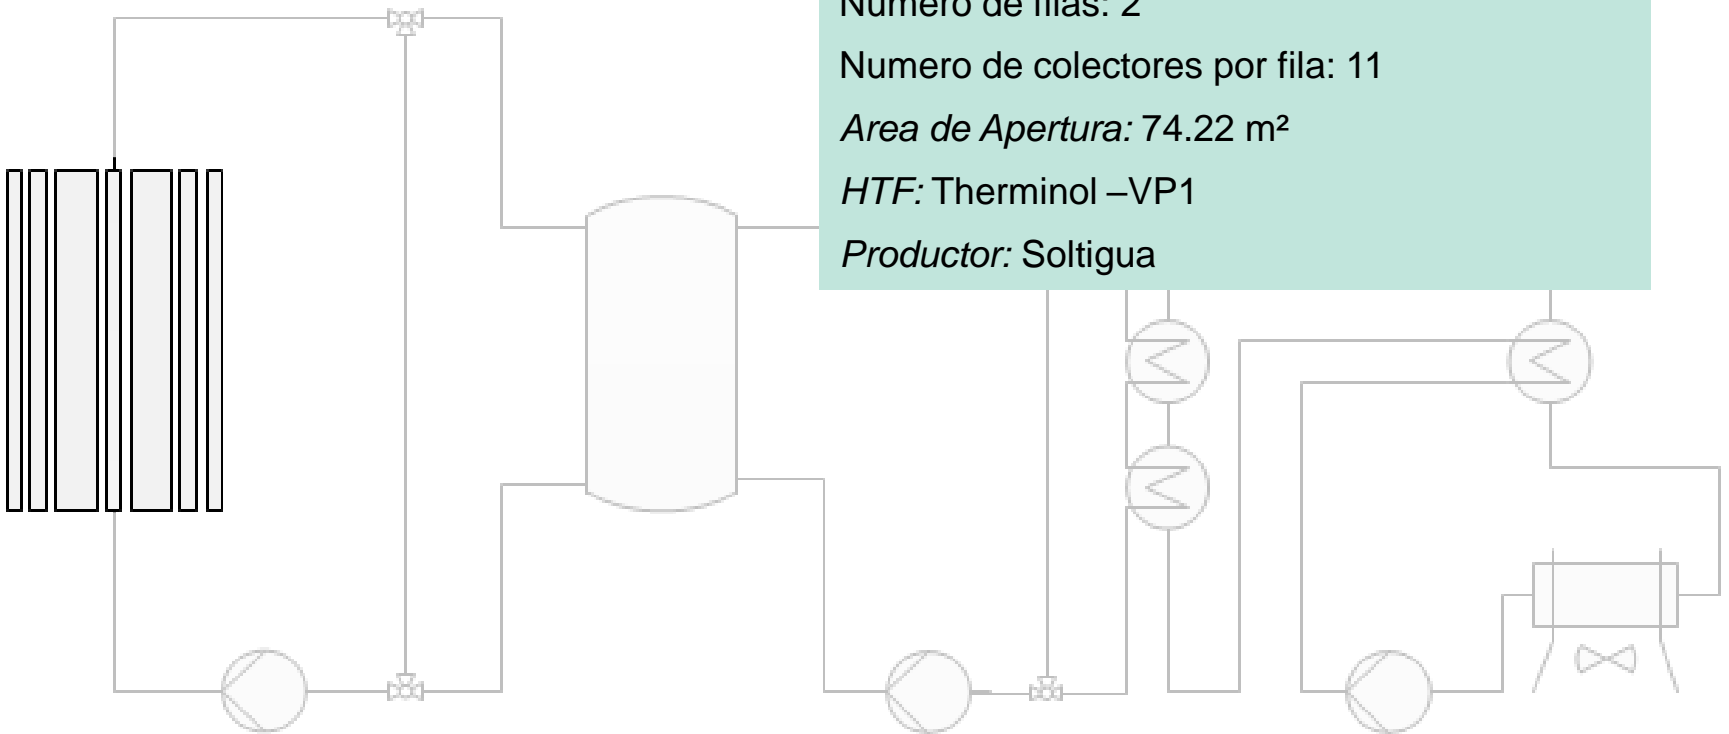 Numero de filas: 2
Numero de colectores por fila: 11
Area de Apertura: 74.22 m²
HTF: Therminol –VP1
Productor: Soltigua